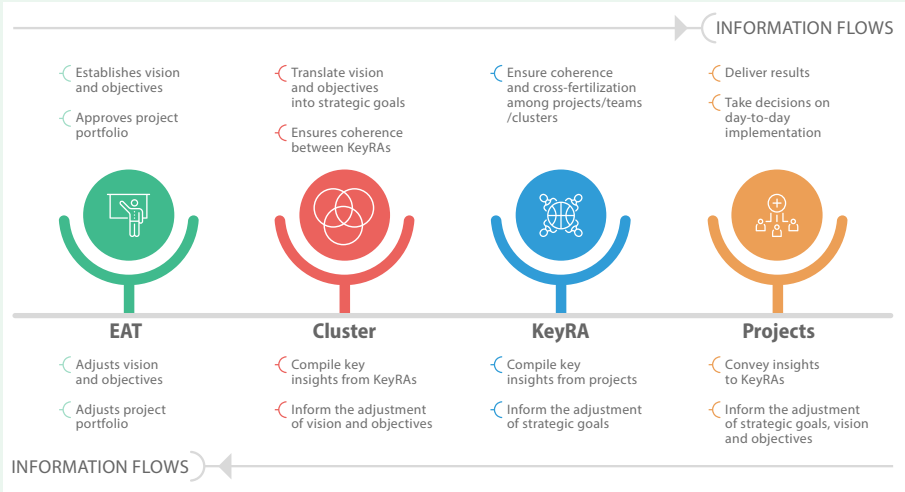 INFORMATION FLOWS
Establishes vision
and objectives
Approves project
portfolio
Translate vision
and objectives
into strategic goals
Ensures coherence
between KeyRAs
Ensure coherence
and cross-fertilization
among projects/teams
/clusters
Deliver results
Take decisions on
day-to-day
implementation
EAT
Cluster
KeyRA
Projects
Adjusts vision
and objectives
Adjusts project
portfolio
Compile key
insights from KeyRAs
Inform the adjustment
of vision and objectives
Compile key
insights from projects
Inform the adjustment
of strategic goals
Convey insights
to KeyRAs
Inform the adjustment
of strategic goals, vision
and objectives
INFORMATION FLOWS